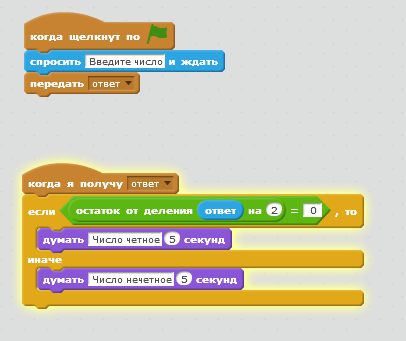 когда щелкнут по
спросить Введите число и ждать
передать ответ
когда я получу ответ
если остаток от деления ответ на 2 = 0 , то
думать Число четное 5 секунд
иначе
думать Число нечетное 5 секунд